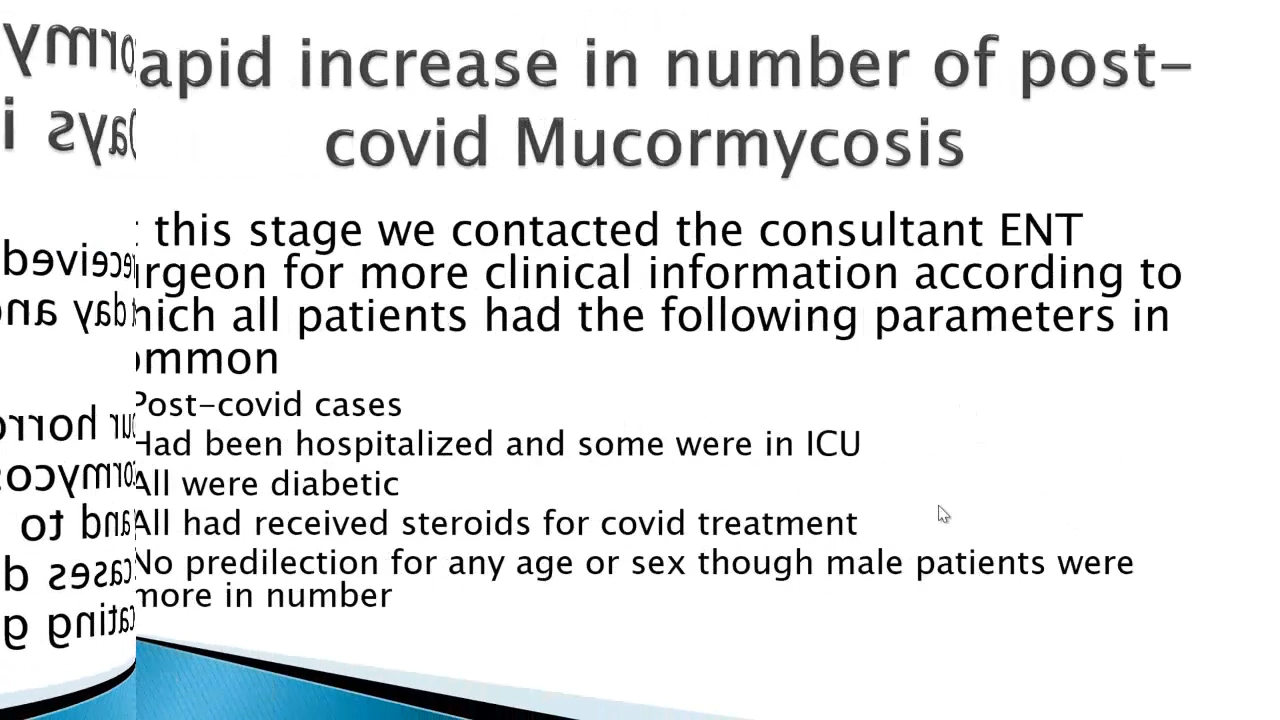 apid increase in number of post-
covid Mucormycosis
this stage we contacted the consultant ENT
urgeon for more clinical information according to
hich all patients had the following parameters in
ommon
Post-covid cases
Had been hospitalized and some were in ICU
All were diabetic
All had received steroids for covid treatment
No predilection for any age or sex though male patients were
more in number